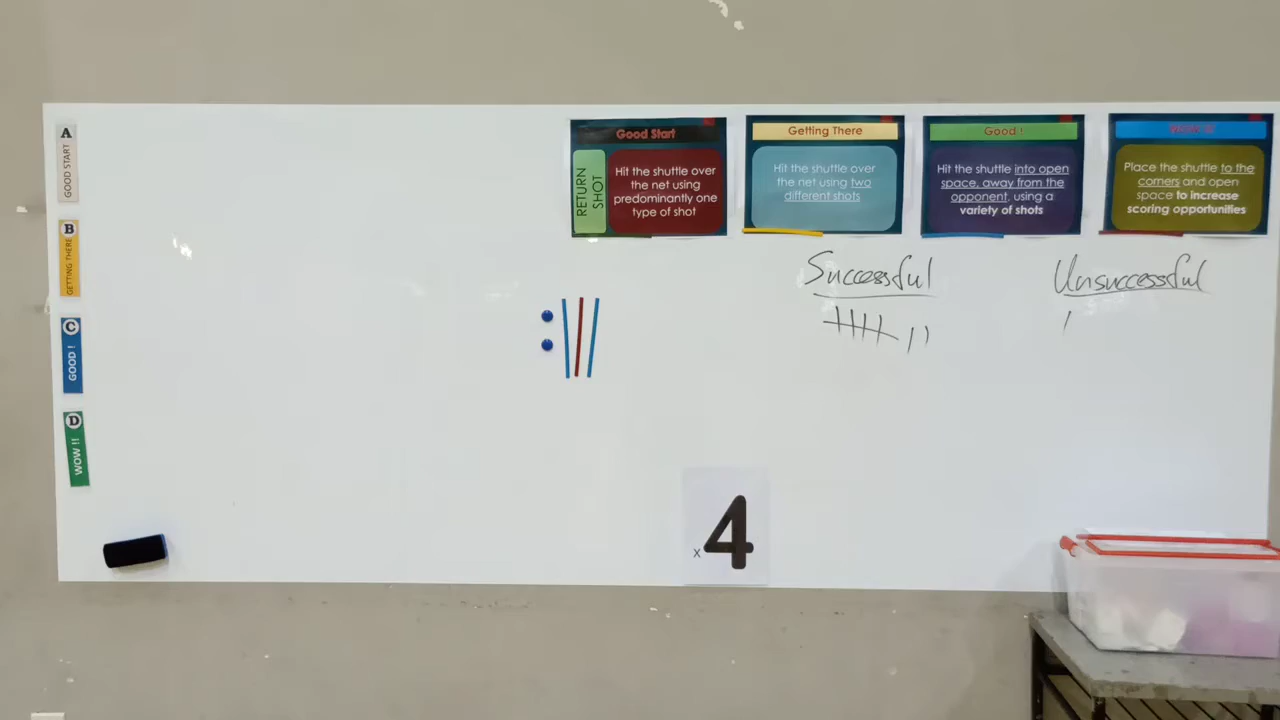 A
GOOD START
B
GETTING THERE
C
GOOD !
D
WOW !!
Good Start
RETURN
SHOT
Hit the shuttle over
the net using
predominantly one
type of shot
Getting There
Hit the shuttle over
the net using two
different shots
Good !
Hit the shuttle into open
space, away from the
opponent, using a
variety of shots
WOW !!
Place the shuttle to the
corners and open
space to increase
scoring opportunities
Successful
Unsuccessful
x4